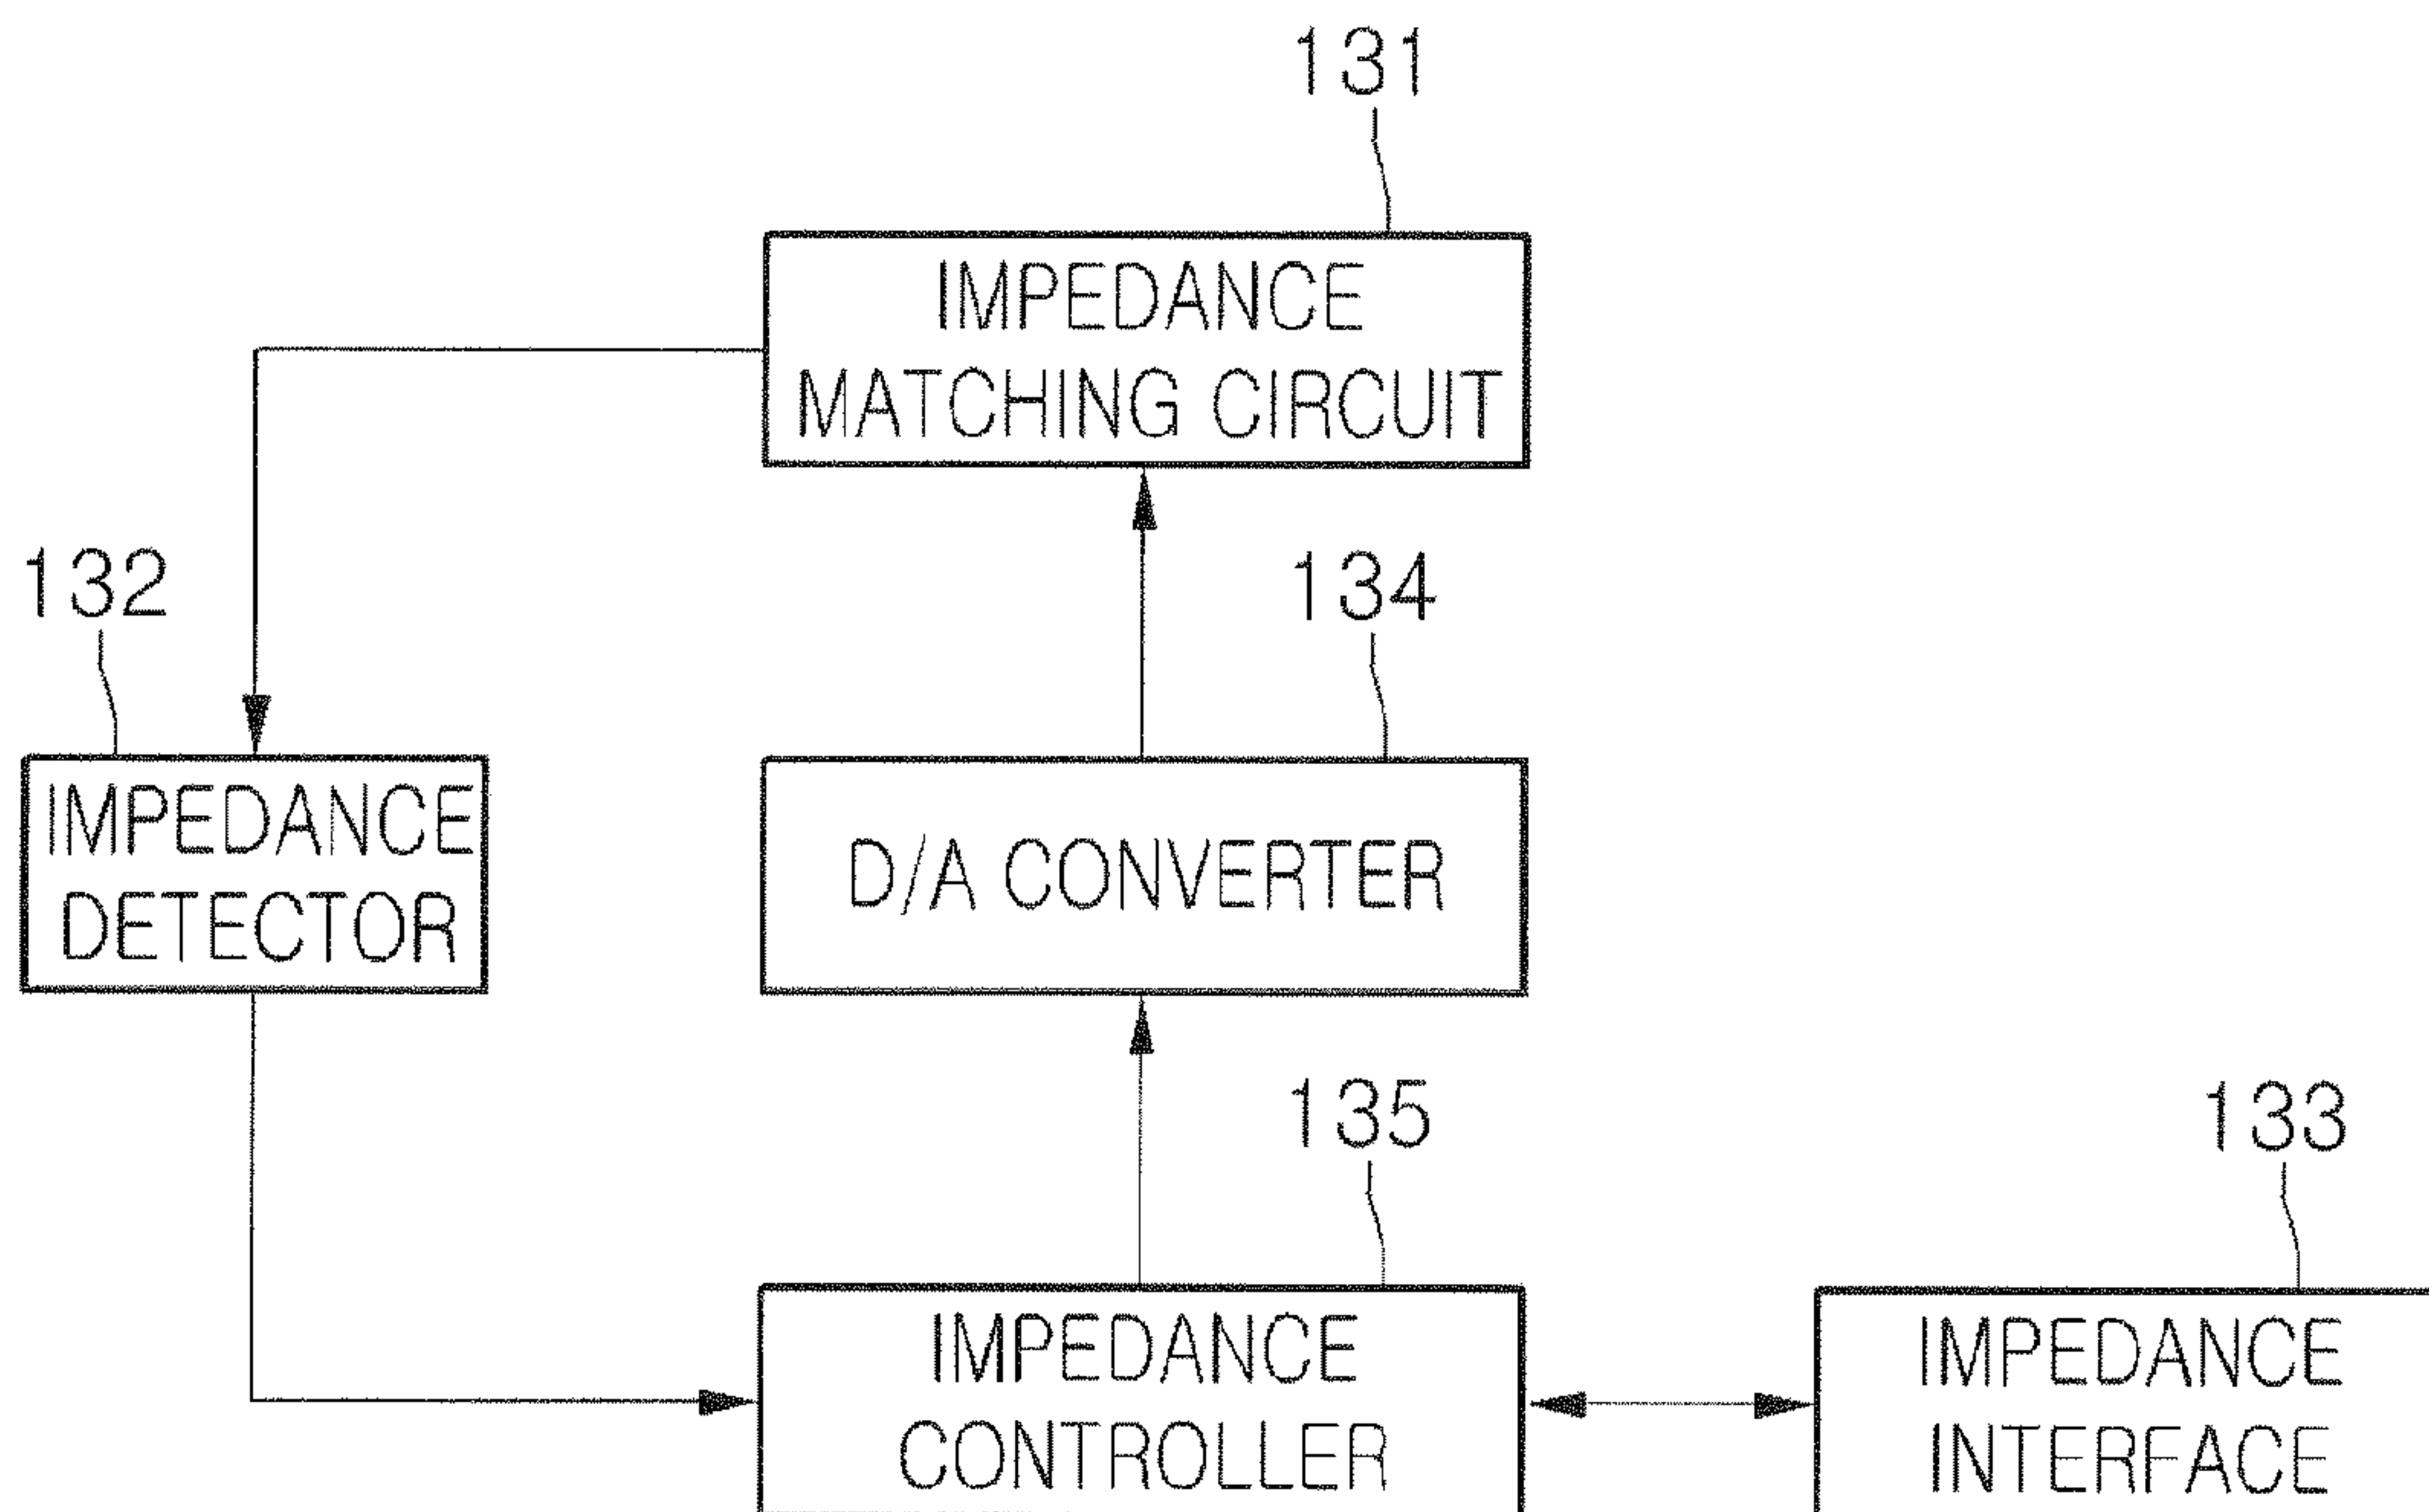 131
IMPEDANCE
MATCHING CIRCUIT
132
134
IMPEDANCE
DETECTOR
D/A CONVERTER
135
133
IMPEDANCE
CONTROLLER
IMPEDANCE
INTERFACE